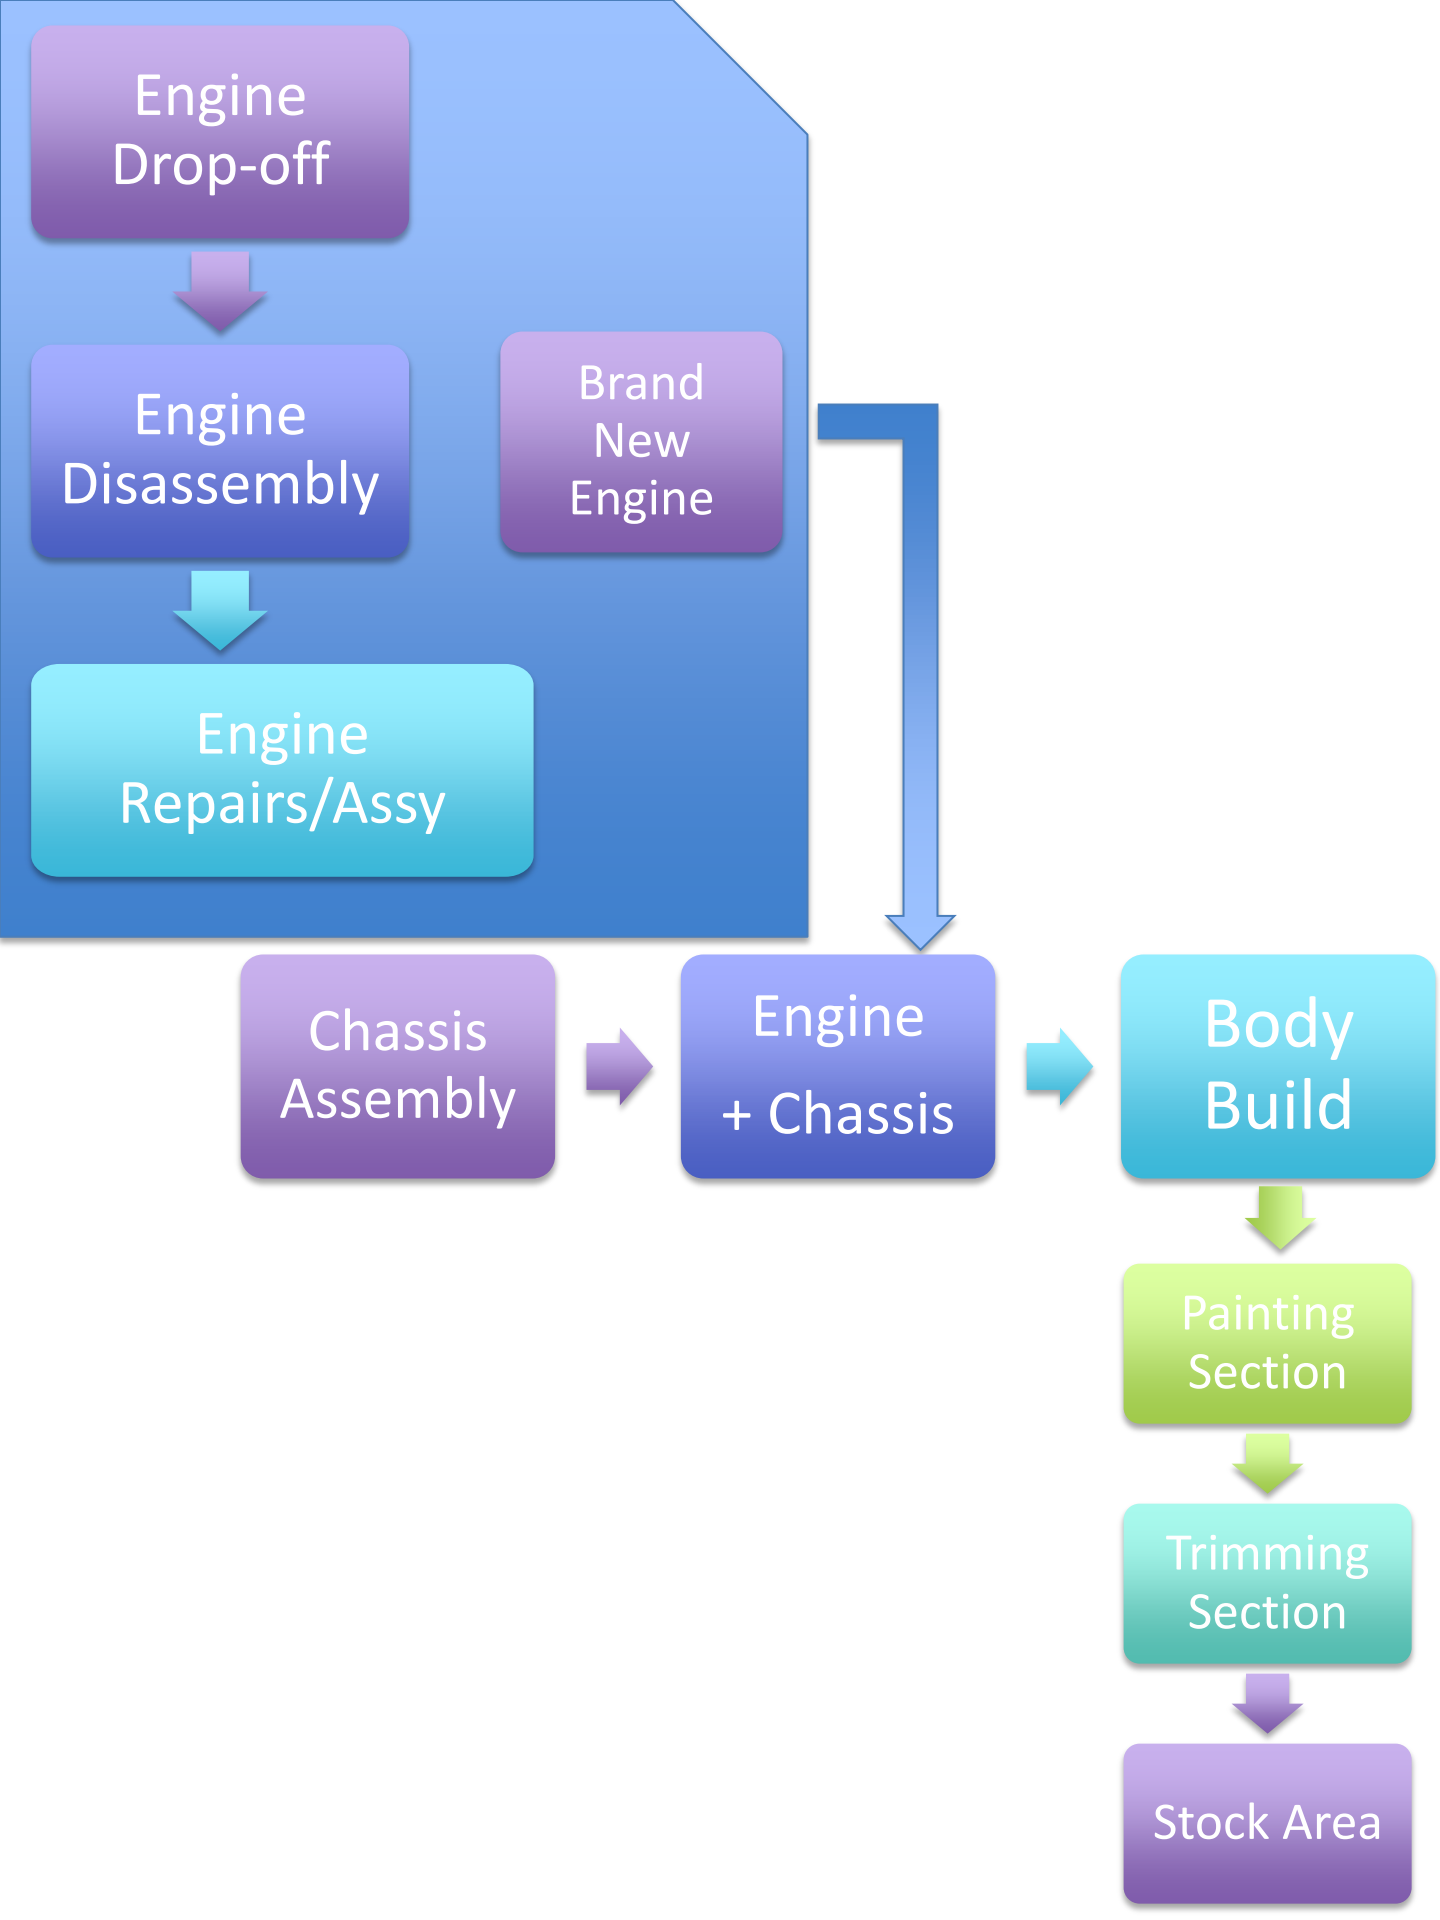 Engine
Drop-off
Engine
Disassembly
Brand
New
Engine
Engine
Repairs/Assy
Chassis
Assembly
Engine
+ Chassis
Body
Build
Painting
Section
Trimming
Section
Stock Area